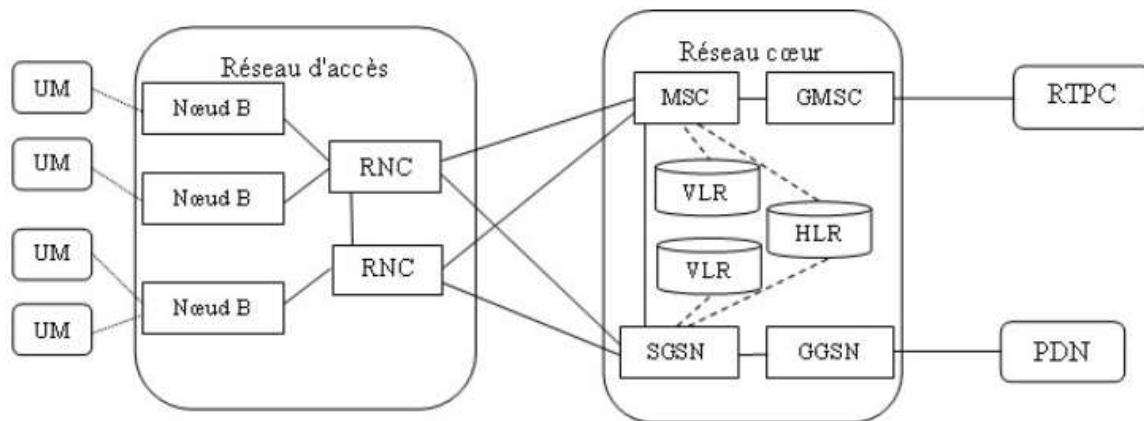 Réseau d'accès
Réseau cœur
UM
UM
UM
UM
Nœud B
Nœud B
Nœud B
RNC
RNC
MSC
GMSC
VLR
HLR
VLR
SGSN
GGSN
RTPC
PDN